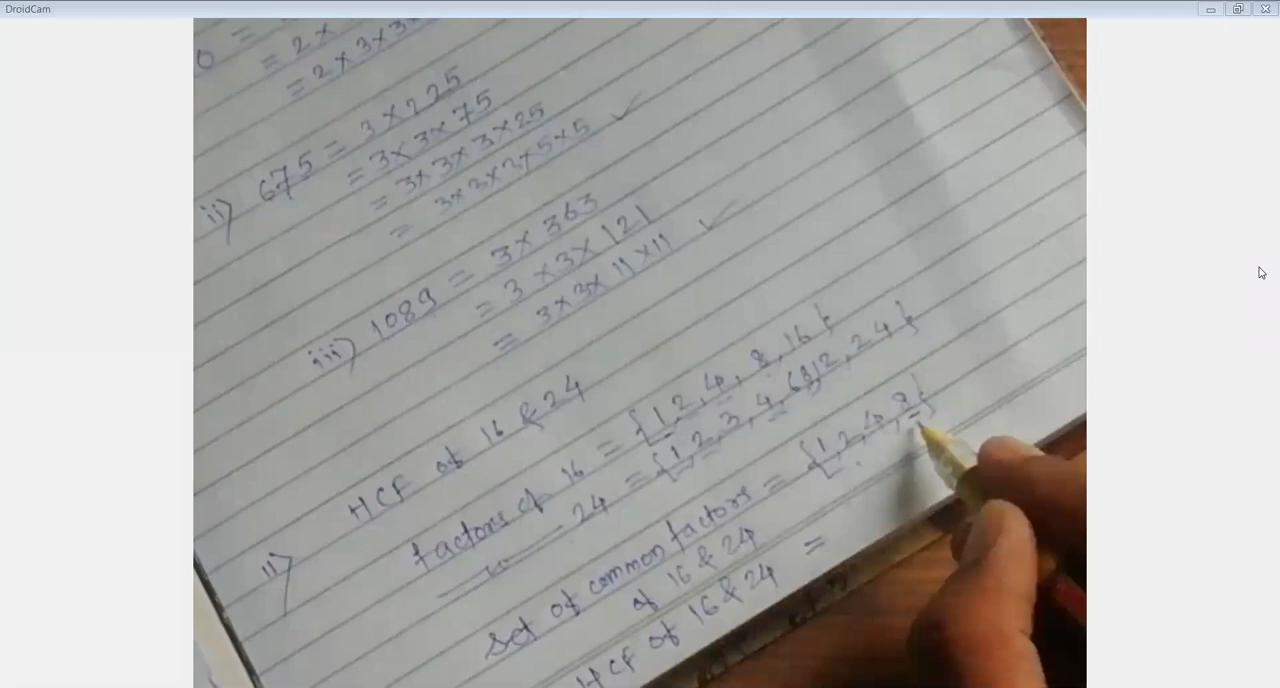 DroidCam
0 =
= 2 ×
= 2 × 3 × 3 ×
ii) 675 = 3 × 225
= 3 × 3 × 75
= 3 × 3 × 3 × 25
= 3 × 3 × 3 × 5 × 5 ✓
iii) 1089 = 3 × 363
= 3 × 3 × 121
= 3 × 3 × 11 × 11 ✓
11) HCF of 16 & 24
factors of 16 = {1, 2, 4, 8, 16}
—〃— 24 = {1, 2, 3, 4, 6, 8, 12, 24}
set of common factors = {1, 2, 4, 8}
of 16 & 24
HCF of 16 & 24 =